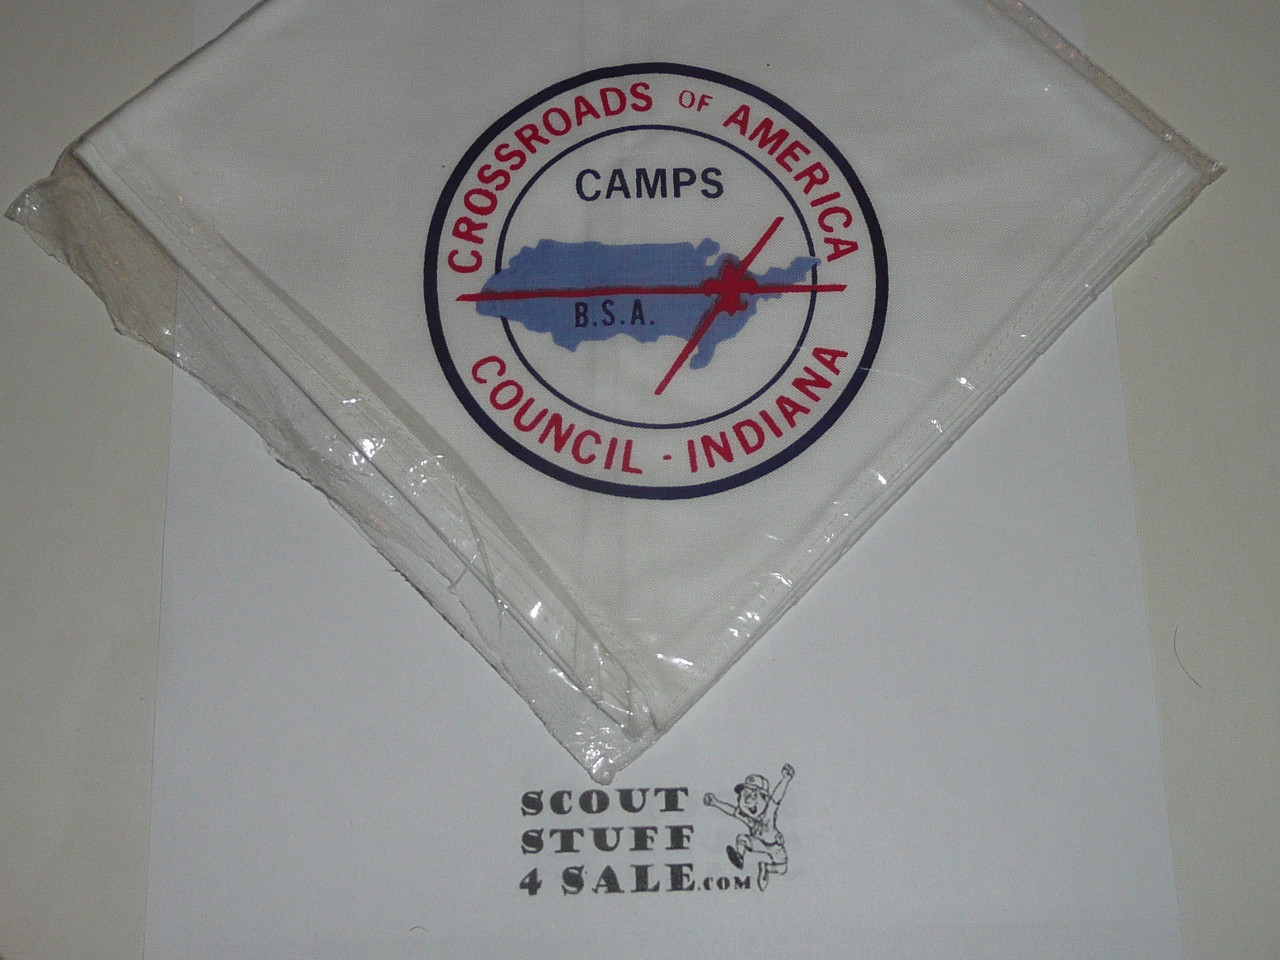 CROSSROADS OF AMERICA
CAMPS
B.S.A.
COUNCIL - INDIANA
SCOUT
STUFF
4 SALE.COM